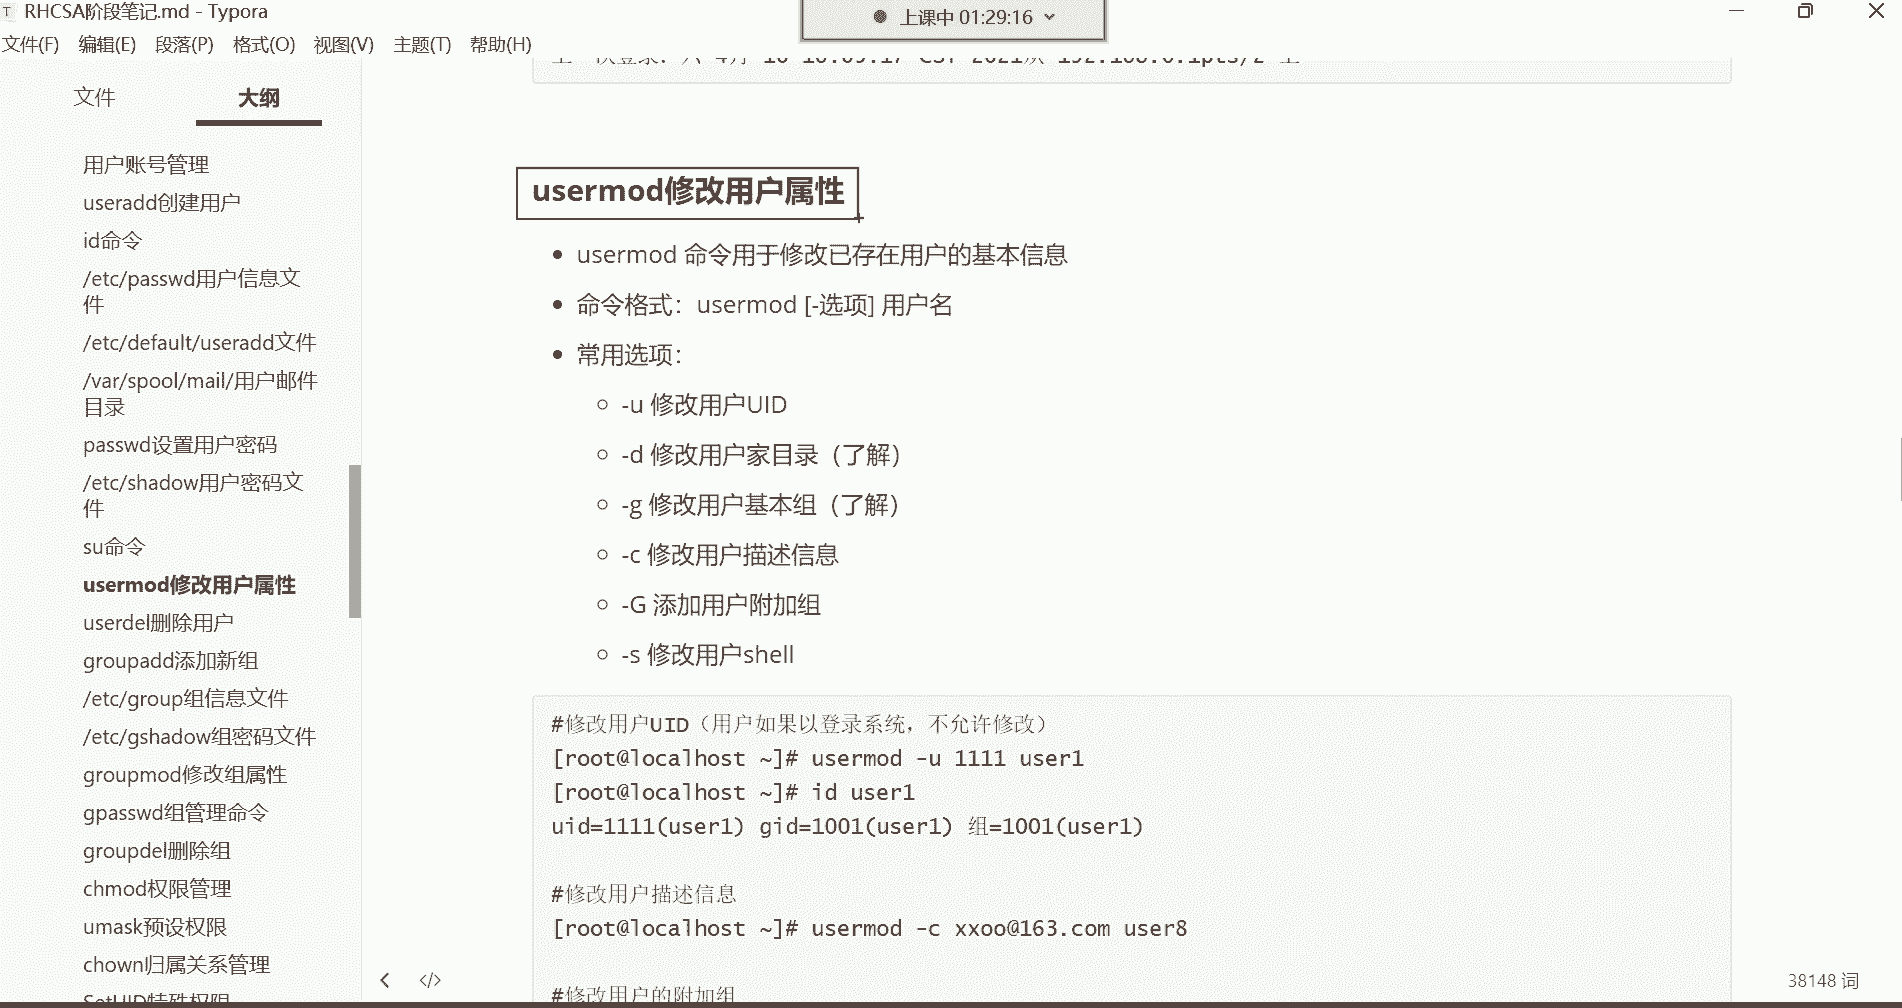 RHCSA阶段笔记.md - Typora
上课中 01:29:16
文件(F) 编辑(E) 段落(P) 格式(O) 视图(V) 主题(T) 帮助(H)
文件 大纲
用户账号管理
useradd创建用户
id命令
/etc/passwd用户信息文
件
/etc/default/useradd文件
/var/spool/mail/用户邮件
目录
passwd设置用户密码
/etc/shadow用户密码文
件
su命令
usermod修改用户属性
userdel删除用户
groupadd添加新组
/etc/group组信息文件
/etc/gshadow组密码文件
groupmod修改组属性
gpasswd组管理命令
groupdel删除组
chmod权限管理
umask预设权限
chown归属关系管理
SetUID特殊权限
usermod修改用户属性
usermod 命令用于修改已存在用户的基本信息
命令格式：usermod [-选项] 用户名
常用选项：
-u 修改用户UID
-d 修改用户家目录（了解）
-g 修改用户基本组（了解）
-c 修改用户描述信息
-G 添加用户附加组
-s 修改用户shell
#修改用户UID（用户如果以登录系统，不允许修改）
[root@localhost ~]# usermod -u 1111 user1
[root@localhost ~]# id user1
uid=1111(user1) gid=1001(user1) 组=1001(user1)
#修改用户描述信息
[root@localhost ~]# usermod -c xxoo@163.com user8
#修改用户的附加组
38148 词